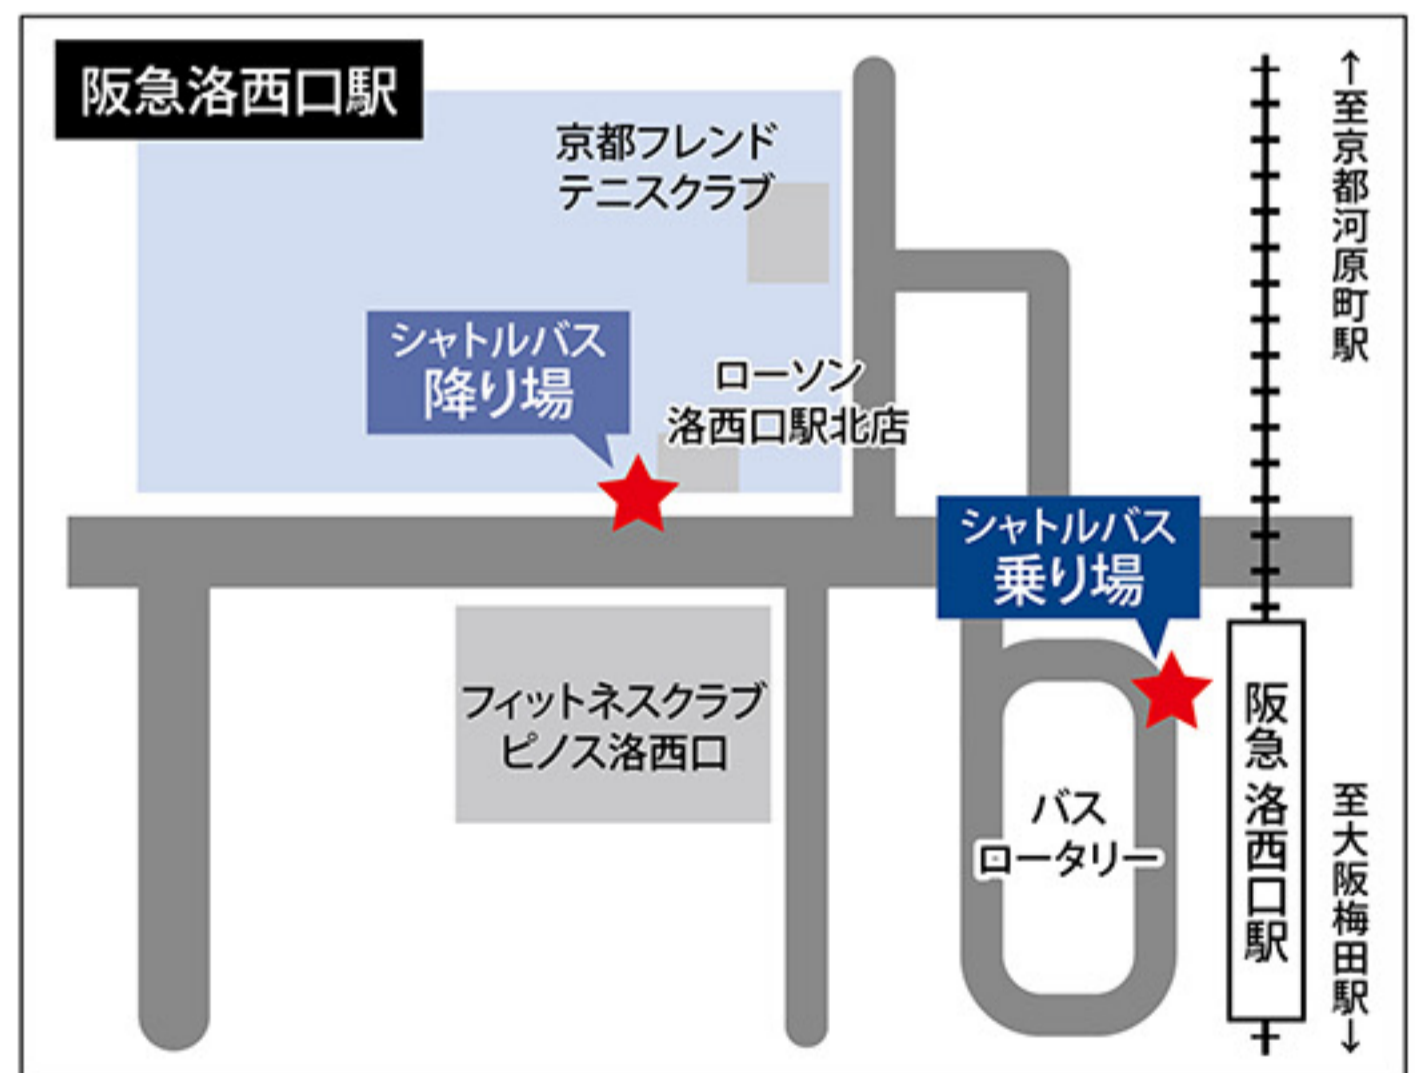 阪急洛西口駅
京都フレンド
テニスクラブ
↑至京都河原町駅
シャトルバス
降り場
ローソン
洛西口駅北店
シャトルバス
乗り場
フィットネスクラブ
ピノス洛西口
バス
ロータリー
阪急 洛西口駅
至大阪梅田駅↓